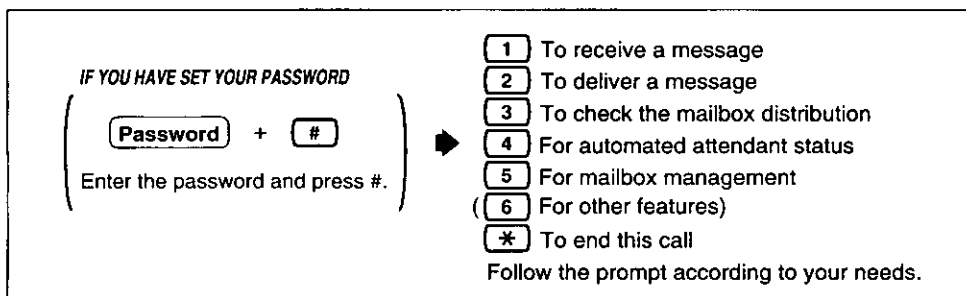 IF YOU HAVE SET YOUR PASSWORD
Password + #
Enter the password and press #.
1 To receive a message
2 To deliver a message
3 To check the mailbox distribution
4 For automated attendant status
5 For mailbox management
( 6 For other features)
* To end this call
Follow the prompt according to your needs.